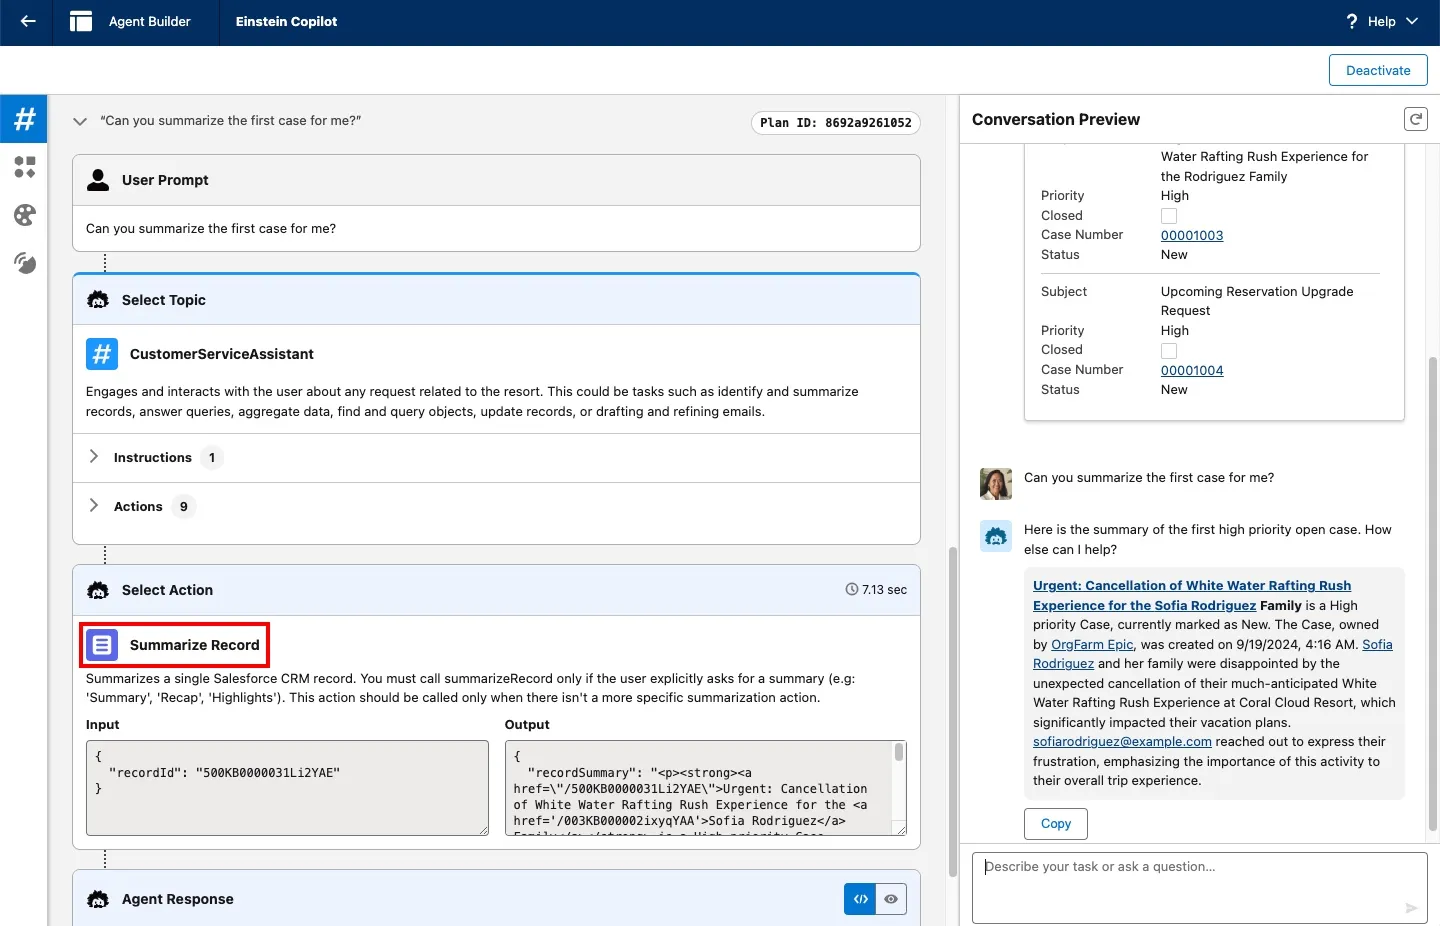 Agent Builder
Einstein Copilot
? Help
Deactivate
#
“Can you summarize the first case for me?”
Plan ID: 8692a9261052
User Prompt
Can you summarize the first case for me?
Select Topic
# CustomerServiceAssistant
Engages and interacts with the user about any request related to the resort. This could be tasks such as identify and summarize
records, answer queries, aggregate data, find and query objects, update records, or drafting and refining emails.
Instructions 1
Actions 9
Select Action
7.13 sec
Summarize Record
Summarizes a single Salesforce CRM record. You must call summarizeRecord only if the user explicitly asks for a summary (e.g:
'Summary', 'Recap', 'Highlights'). This action should be called only when there isn't a more specific summarization action.
Input
{
"recordId": "500KB0000031Li2YAE"
}
Output
{
"recordSummary": "<p><strong><a
href=\"/500KB0000031Li2YAE\">Urgent: Cancellation
of White Water Rafting Rush Experience for the <a
href='/003KB000002ixyqYAA'>Sofia Rodriguez</a>
Family</a></strong> is a High priority Case
Agent Response
</>
Conversation Preview
Water Rafting Rush Experience for
the Rodriguez Family
Priority High
Closed
Case Number 00001003
Status New
Subject Upcoming Reservation Upgrade
Request
Priority High
Closed
Case Number 00001004
Status New
Can you summarize the first case for me?
Here is the summary of the first high priority open case. How
else can I help?
Urgent: Cancellation of White Water Rafting Rush
Experience for the Sofia Rodriguez Family is a High
priority Case, currently marked as New. The Case, owned
by OrgFarm Epic, was created on 9/19/2024, 4:16 AM. Sofia
Rodriguez and her family were disappointed by the
unexpected cancellation of their much-anticipated White
Water Rafting Rush Experience at Coral Cloud Resort, which
significantly impacted their vacation plans.
sofiarodriguez@example.com reached out to express their
frustration, emphasizing the importance of this activity to
their overall trip experience.
Copy
Describe your task or ask a question...